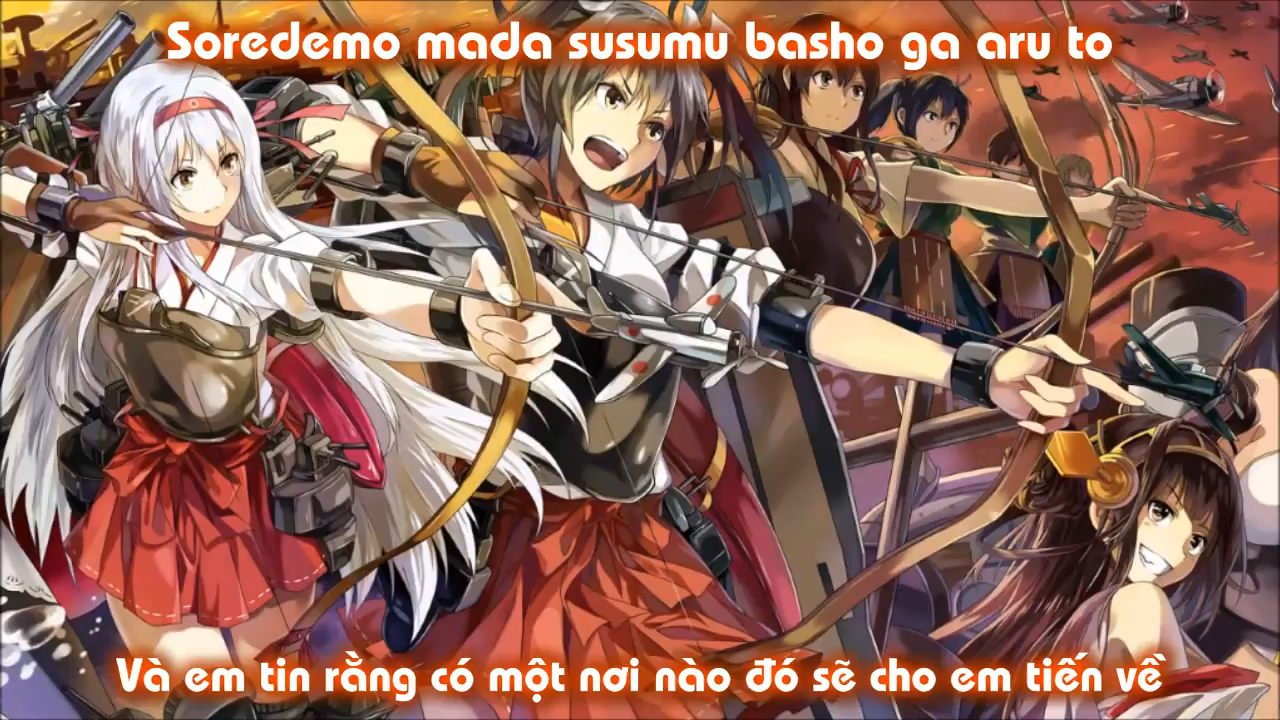 Soredemo mada susumu basho ga aru to
Và em tin rằng có một nơi nào đó sẽ cho em tiến về